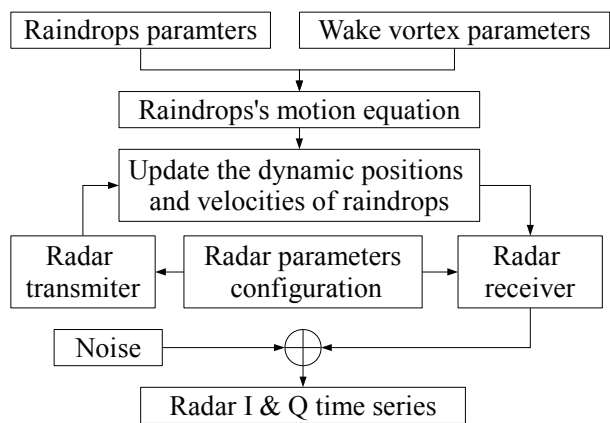 Raindrops paramters
Wake vortex parameters
Raindrops's motion equation
Update the dynamic positions
and velocities of raindrops
Radar
transmiter
Radar parameters
configuration
Radar
receiver
Noise
Radar I & Q time series